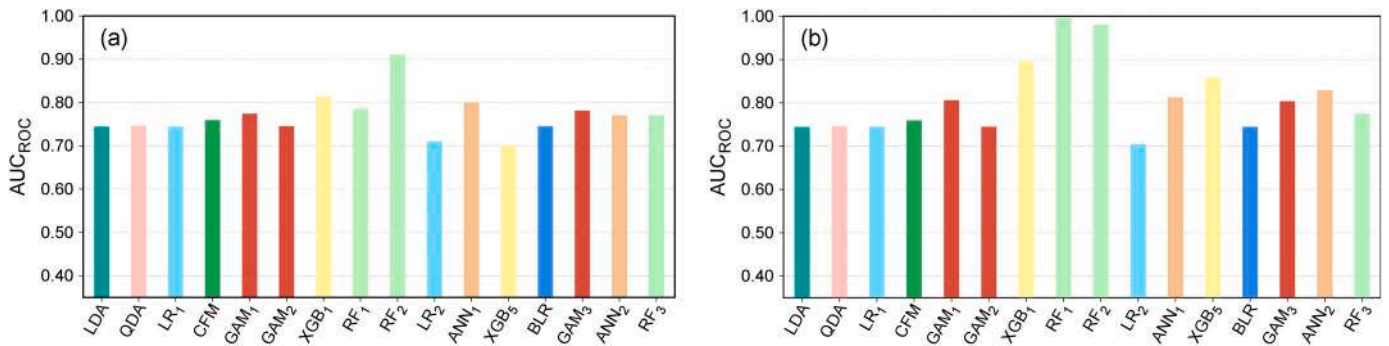 (a)
AUC_ROC
1.00
0.90
0.80
0.70
0.60
0.50
0.40
LDA
QDA
LR₁
CFM
GAM₁
GAM₂
XGB₁
RF₁
RF₂
LR₂
ANN₁
XGB₅
BLR
GAM₃
ANN₂
RF₃
(b)
AUC_ROC
1.00
0.90
0.80
0.70
0.60
0.50
0.40
LDA
QDA
LR₁
CFM
GAM₁
GAM₂
XGB₁
RF₁
RF₂
LR₂
ANN₁
XGB₅
BLR
GAM₃
ANN₂
RF₃